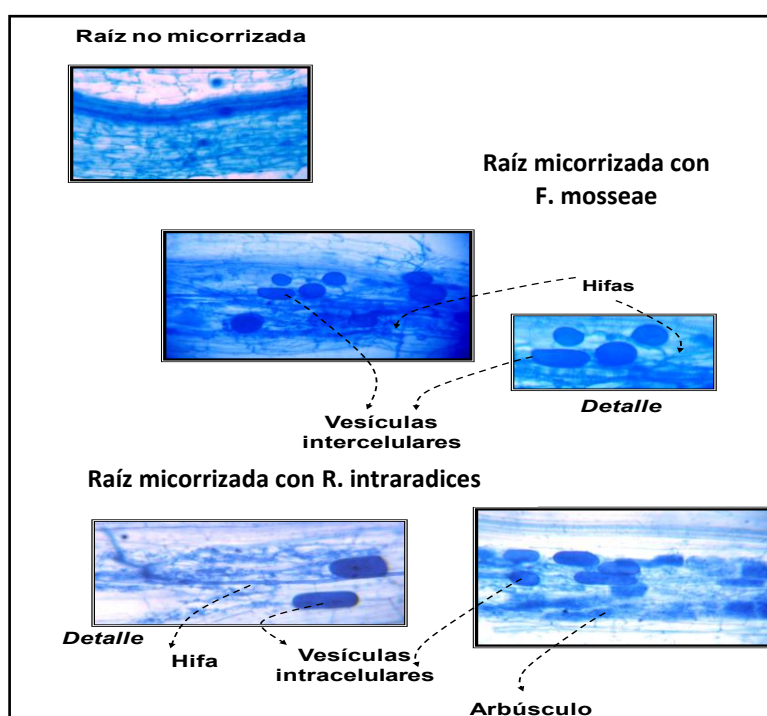 Raíz no micorrizada
Raíz micorrizada con
F. mosseae
Hifas
Detalle
Vesículas
intercelulares
Raíz micorrizada con R. intraradices
Detalle
Hifa
Vesículas
intracelulares
Arbúsculo